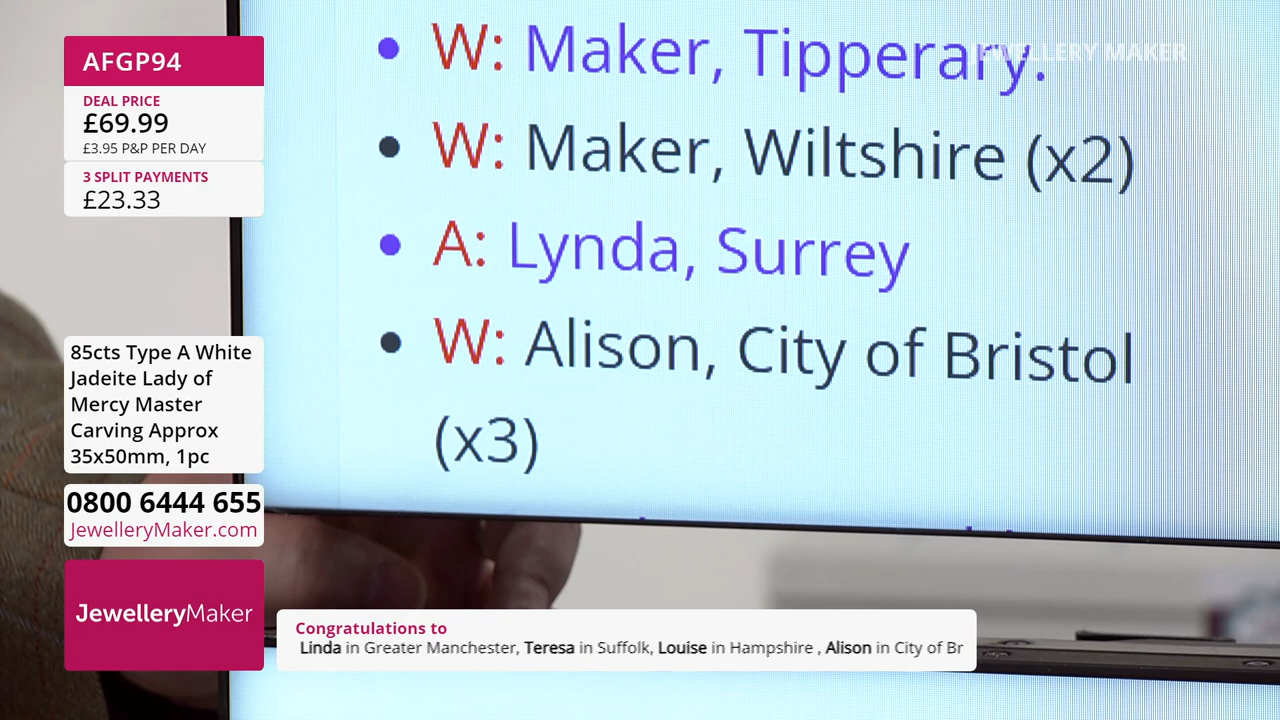 AFGP94
DEAL PRICE
£69.99
£3.95 P&P PER DAY
3 SPLIT PAYMENTS
£23.33
85cts Type A White
Jadeite Lady of
Mercy Master
Carving Approx
35x50mm, 1pc
0800 6444 655
JewelleryMaker.com
JewelleryMaker
JEWELLERY MAKER
• W: Maker, Tipperary.
• W: Maker, Wiltshire (x2)
• A: Lynda, Surrey
• W: Alison, City of Bristol
(x3)
Congratulations to
Linda in Greater Manchester, Teresa in Suffolk, Louise in Hampshire , Alison in City of Br